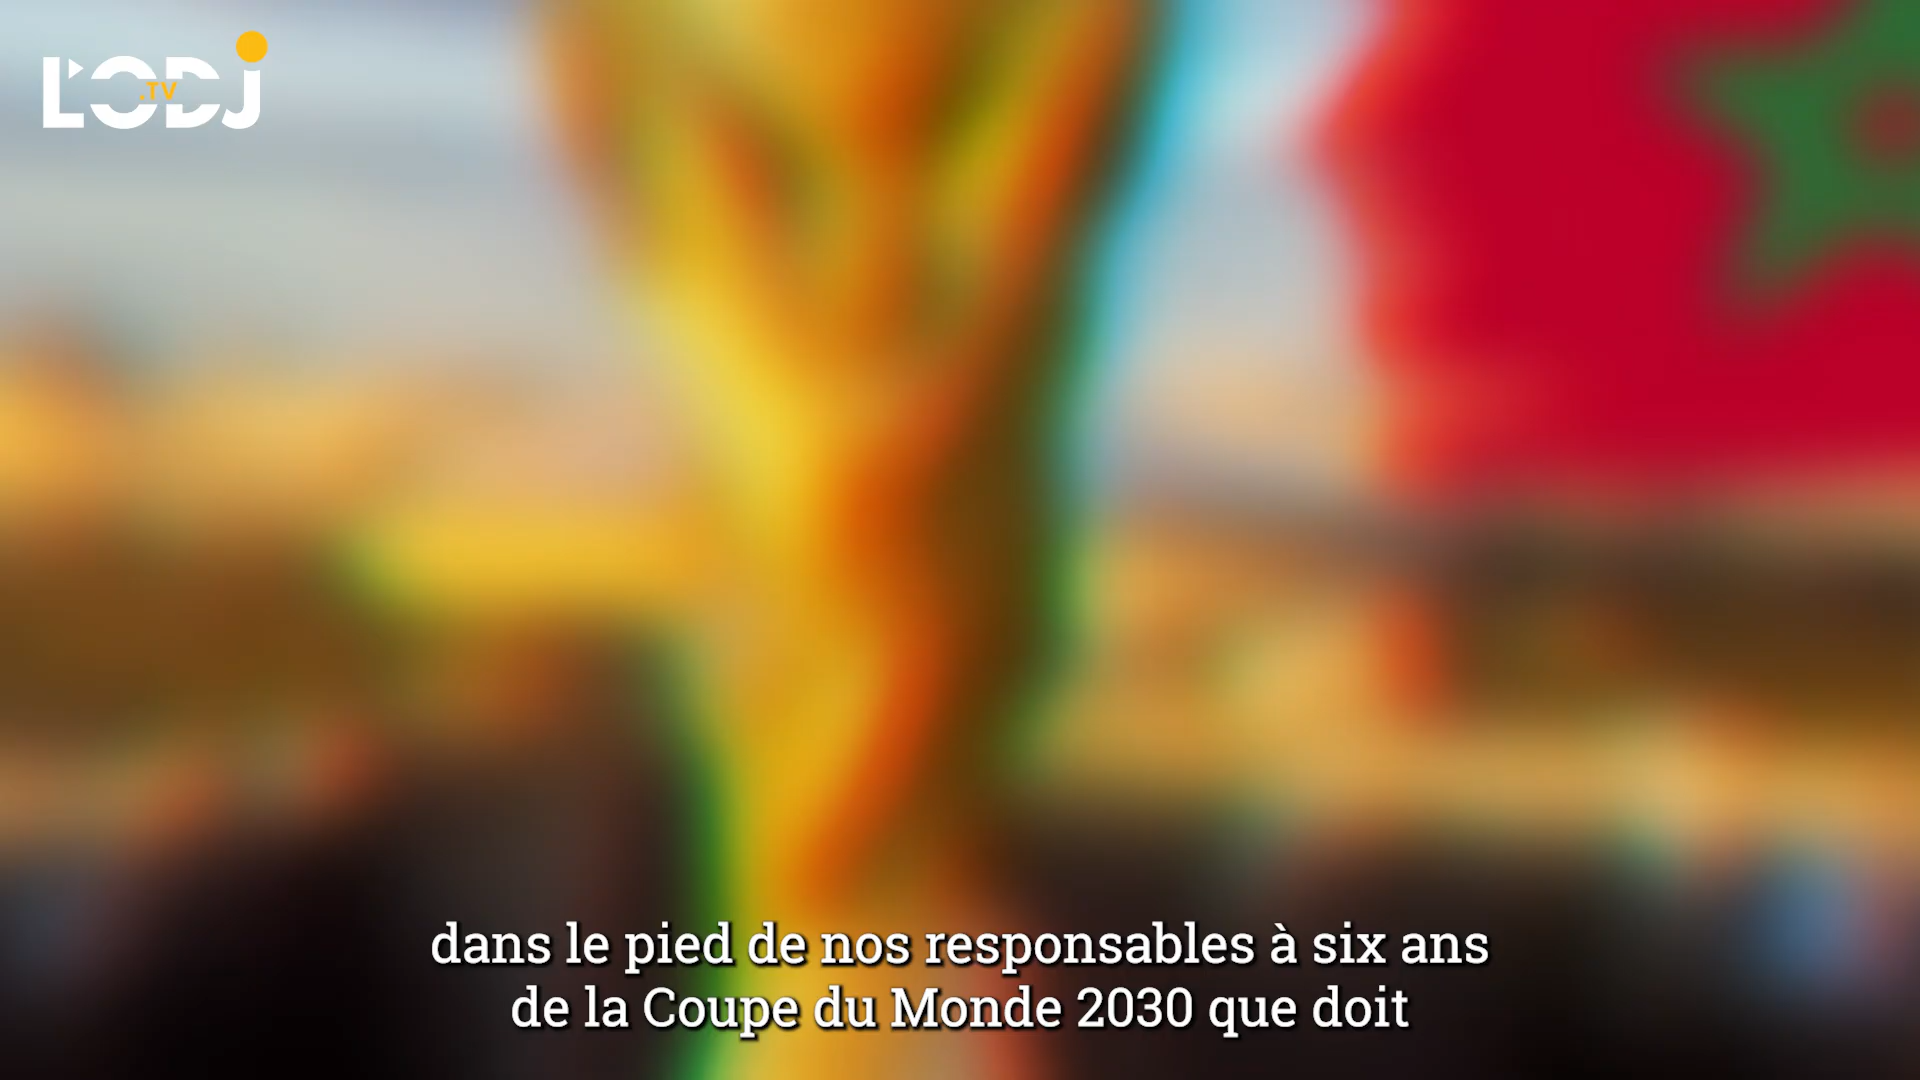 L'ODJ
.TV
dans le pied de nos responsables à six ans
de la Coupe du Monde 2030 que doit